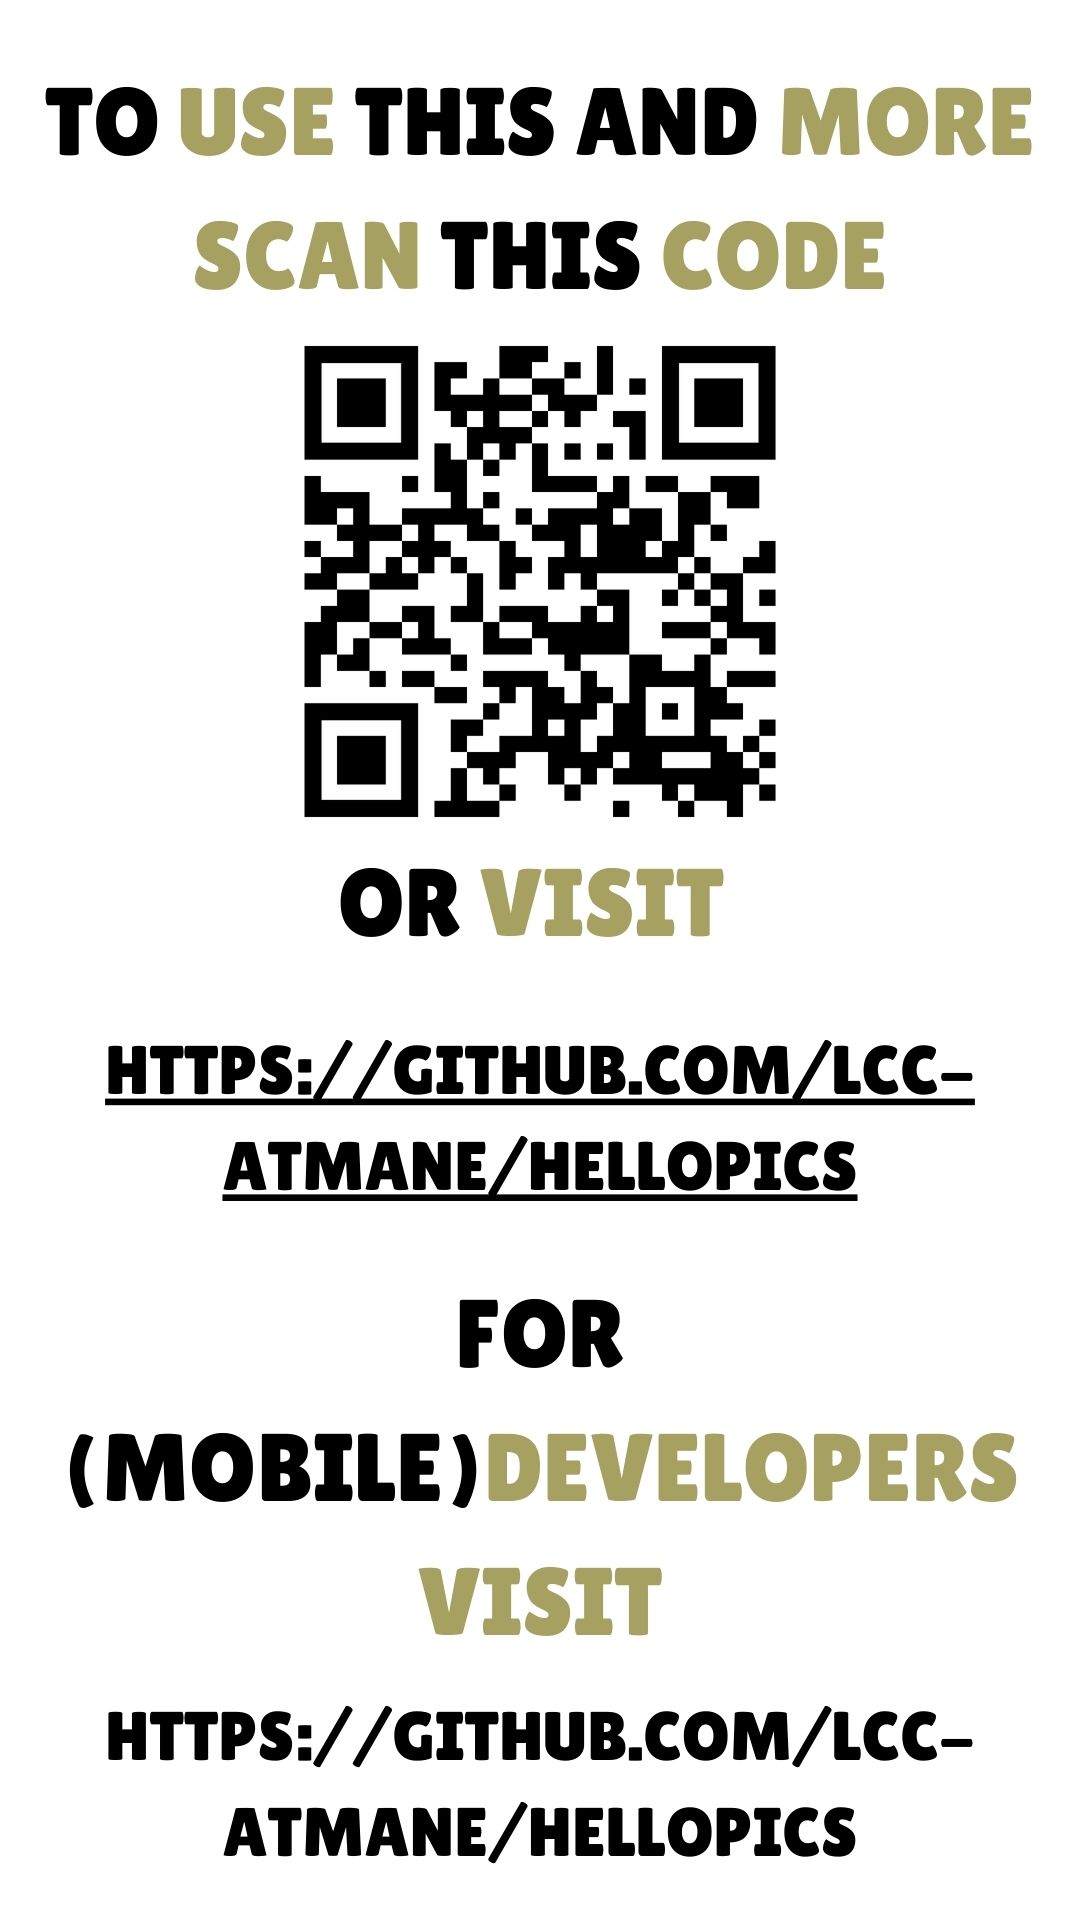 TO USE THIS AND MORE
SCAN THIS CODE
OR VISIT
HTTPS://GITHUB.COM/LCC-
ATMANE/HELLOPICS
FOR
(MOBILE)DEVELOPERS
VISIT
HTTPS://GITHUB.COM/LCC-
ATMANE/HELLOPICS